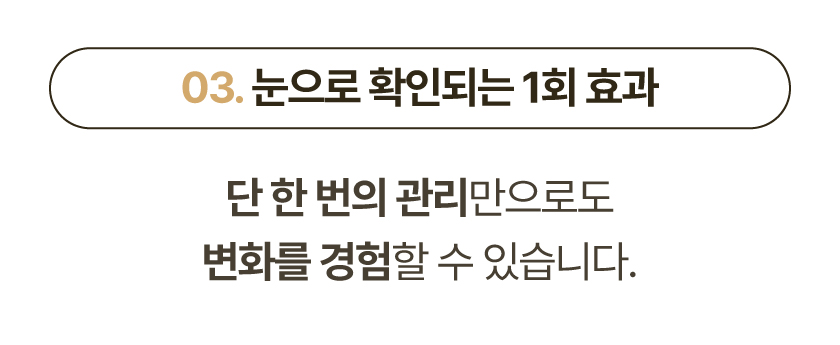 03. 눈으로 확인되는 1회 효과
단 한 번의 관리만으로도
변화를 경험할 수 있습니다.